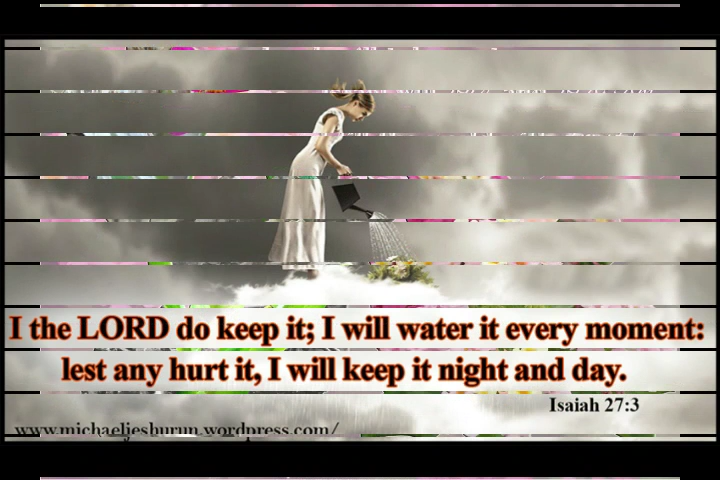 I the LORD do keep it; I will water it every moment:
lest any hurt it, I will keep it night and day.
Isaiah 27:3
www.michaeljeshurun.wordpress.com/